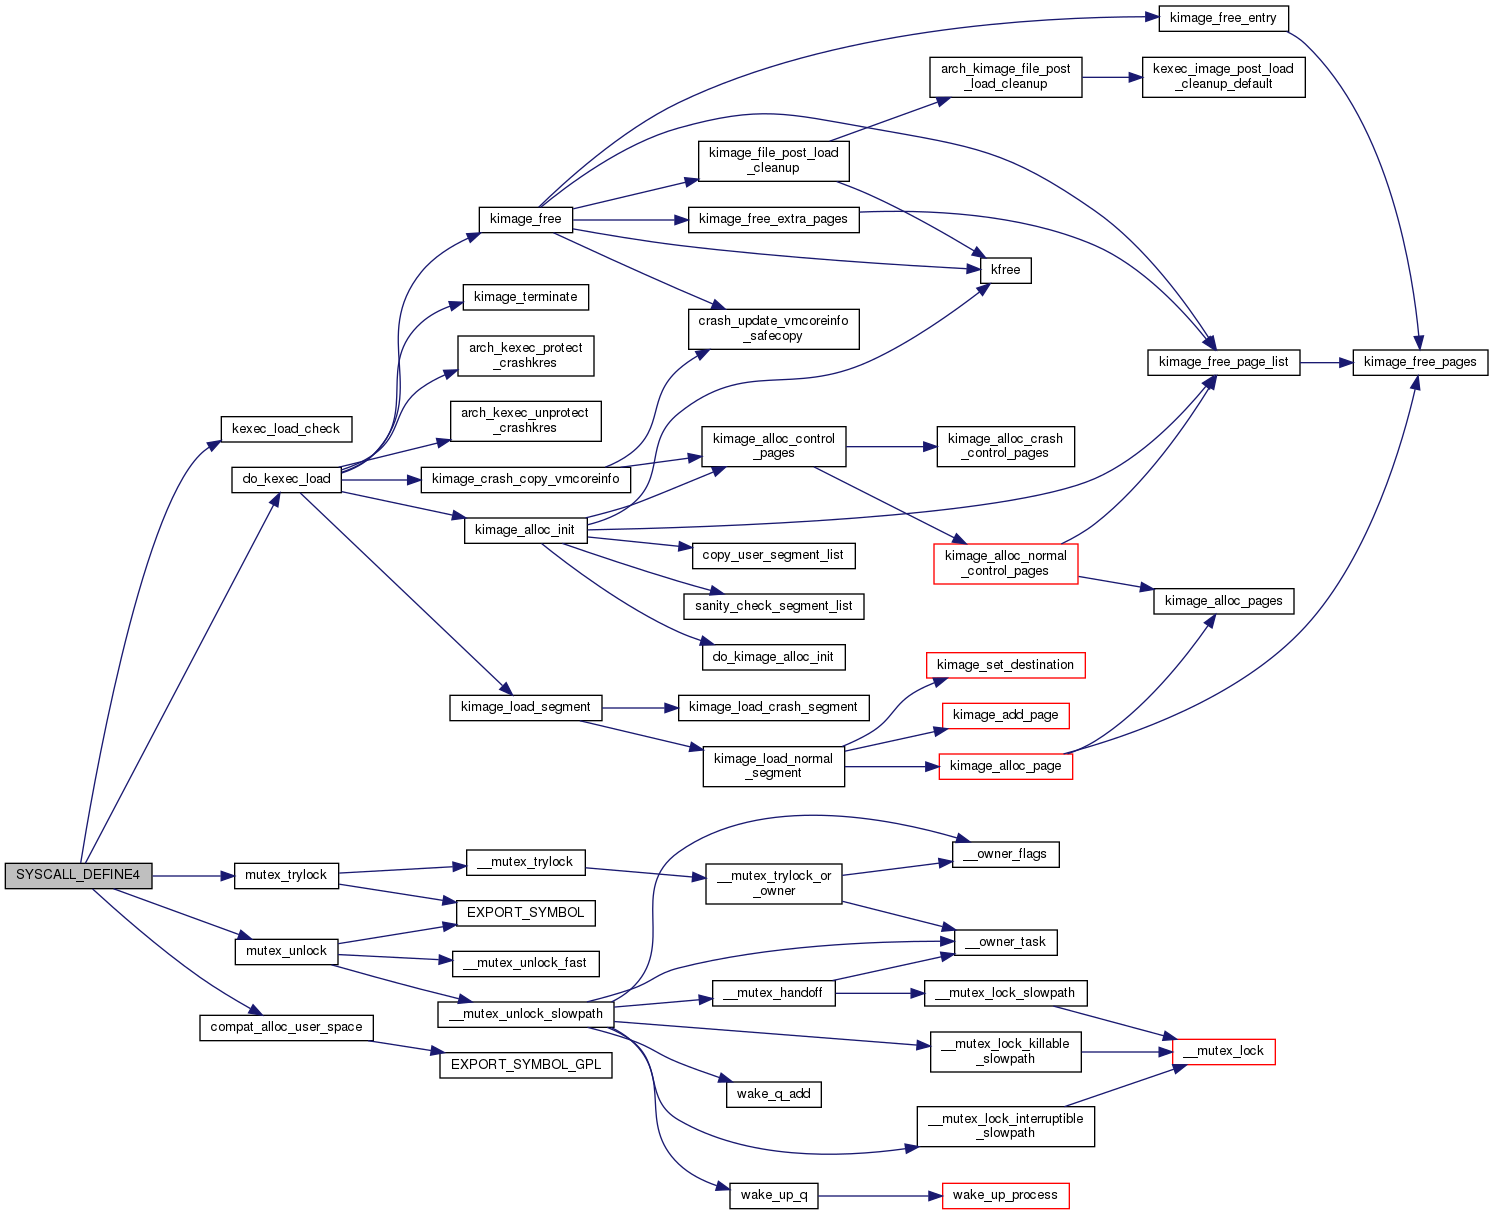 kimage_free_entry
arch_kimage_file_post
_load_cleanup
kexec_image_post_load
_cleanup_default
kimage_file_post_load
_cleanup
kimage_free
kimage_free_extra_pages
kfree
kimage_terminate
crash_update_vmcoreinfo
_safecopy
arch_kexec_protect
_crashkres
kimage_free_page_list
kimage_free_pages
arch_kexec_unprotect
_crashkres
kexec_load_check
kimage_alloc_control
_pages
kimage_alloc_crash
_control_pages
do_kexec_load
kimage_crash_copy_vmcoreinfo
kimage_alloc_init
copy_user_segment_list
kimage_alloc_normal
_control_pages
sanity_check_segment_list
kimage_alloc_pages
do_kimage_alloc_init
kimage_set_destination
kimage_load_segment
kimage_load_crash_segment
kimage_add_page
kimage_load_normal
_segment
kimage_alloc_page
__owner_flags
SYSCALL_DEFINE4
mutex_trylock
__mutex_trylock
__mutex_trylock_or
_owner
EXPORT_SYMBOL
mutex_unlock
__owner_task
__mutex_unlock_fast
__mutex_handoff
__mutex_lock_slowpath
compat_alloc_user_space
__mutex_unlock_slowpath
__mutex_lock_killable
_slowpath
__mutex_lock
EXPORT_SYMBOL_GPL
wake_q_add
__mutex_lock_interruptible
_slowpath
wake_up_q
wake_up_process